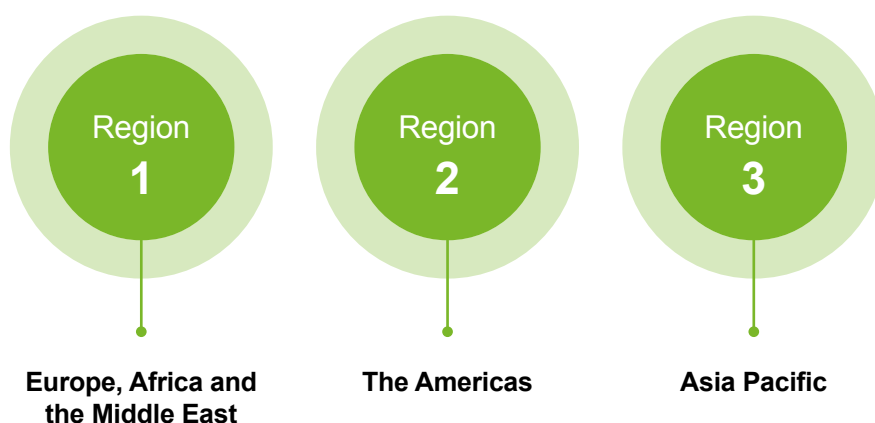 Region
1
Region
2
Region
3
Europe, Africa and
the Middle East
The Americas
Asia Pacific